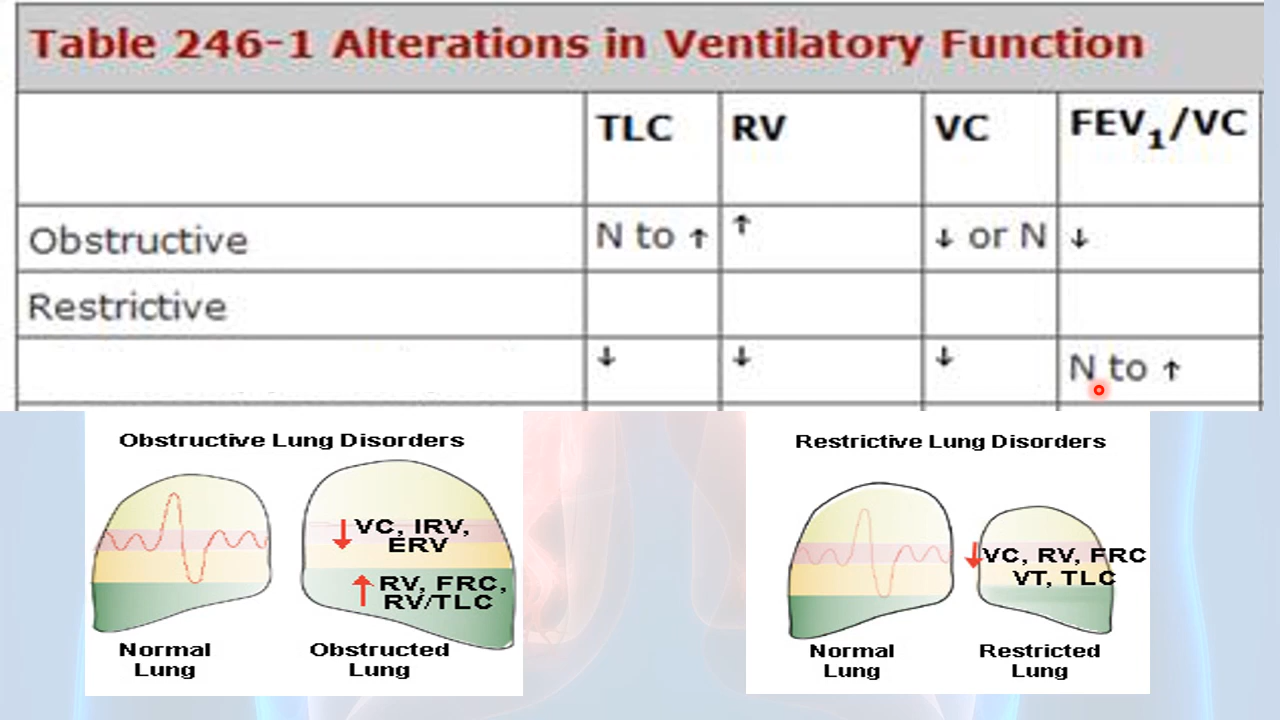 Table 246-1 Alterations in Ventilatory Function
TLC RV VC FEV₁/VC
Obstructive N to ↑ ↑ ↓ or N ↓
Restrictive
↓ ↓ ↓ N to ↑
Obstructive Lung Disorders
↓ VC, IRV,
ERV
↑ RV, FRC,
RV/TLC
Normal
Lung
Obstructed
Lung
Restrictive Lung Disorders
↓ VC, RV, FRC
VT, TLC
Normal
Lung
Restricted
Lung